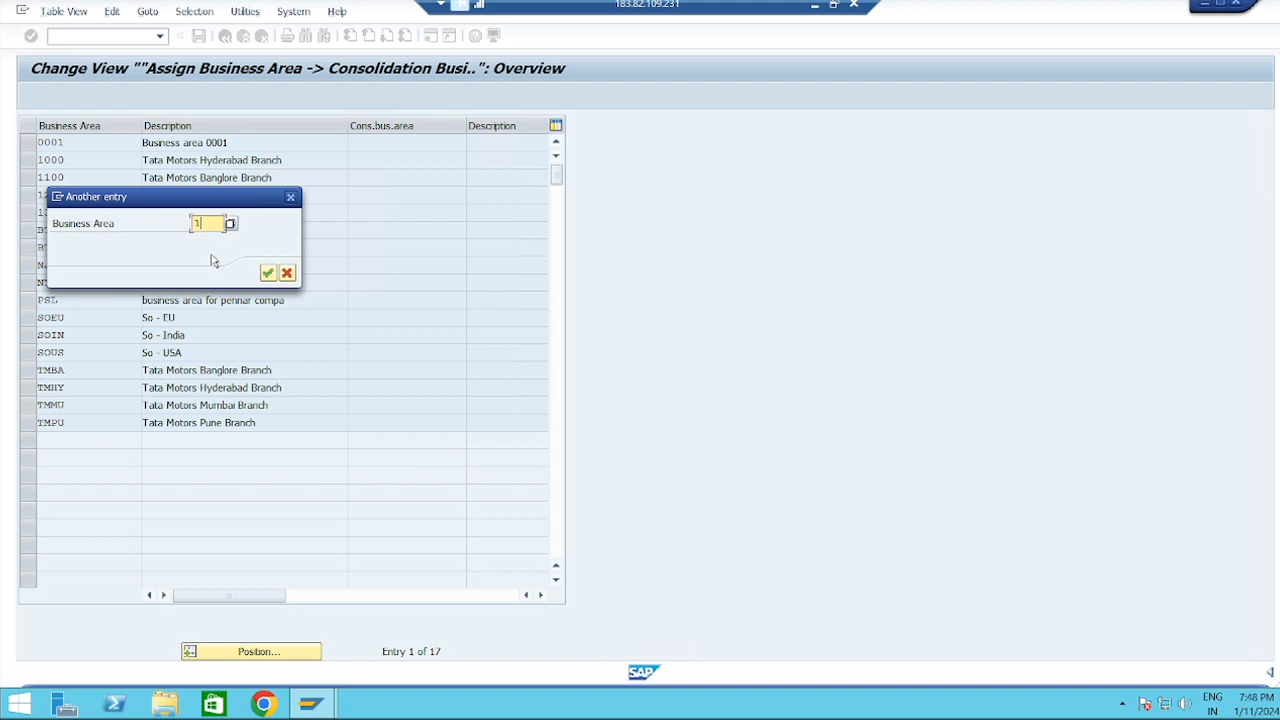 183.82.109.231
Table View Edit Goto Selection Utilities System Help
Change View ""Assign Business Area -> Consolidation Busi..": Overview
Business Area Description Cons.bus.area Description
0001 Business area 0001
1000 Tata Motors Hyderabad Branch
1100 Tata Motors Banglore Branch
Another entry
Business Area 1
PSL business area for pennar compa
SOEU So - EU
SOIN So - India
SOUS So - USA
TMBA Tata Motors Banglore Branch
TMHY Tata Motors Hyderabad Branch
TMMU Tata Motors Mumbai Branch
TMPU Tata Motors Pune Branch
Position... Entry 1 of 17
SAP
ENG 7:48 PM
IN 1/11/2024